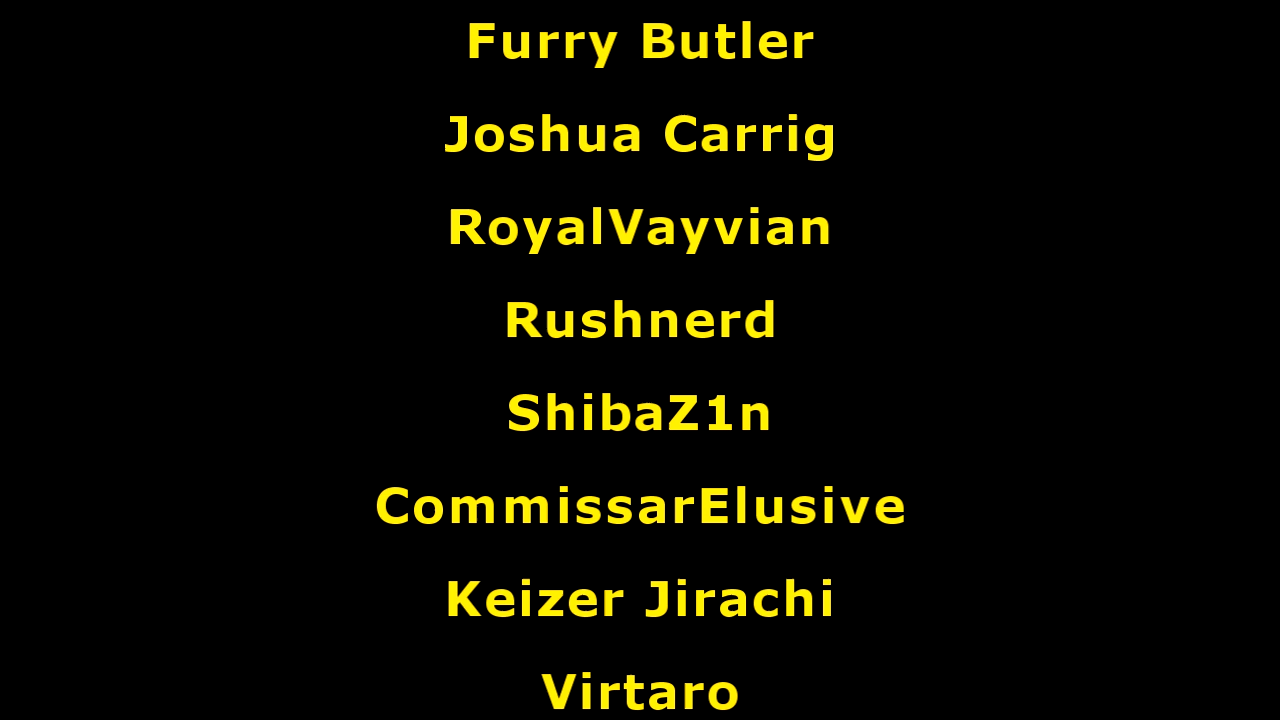 Furry Butler
Joshua Carrig
RoyalVayvian
Rushnerd
ShibaZ1n
CommissarElusive
Keizer Jirachi
Virtaro